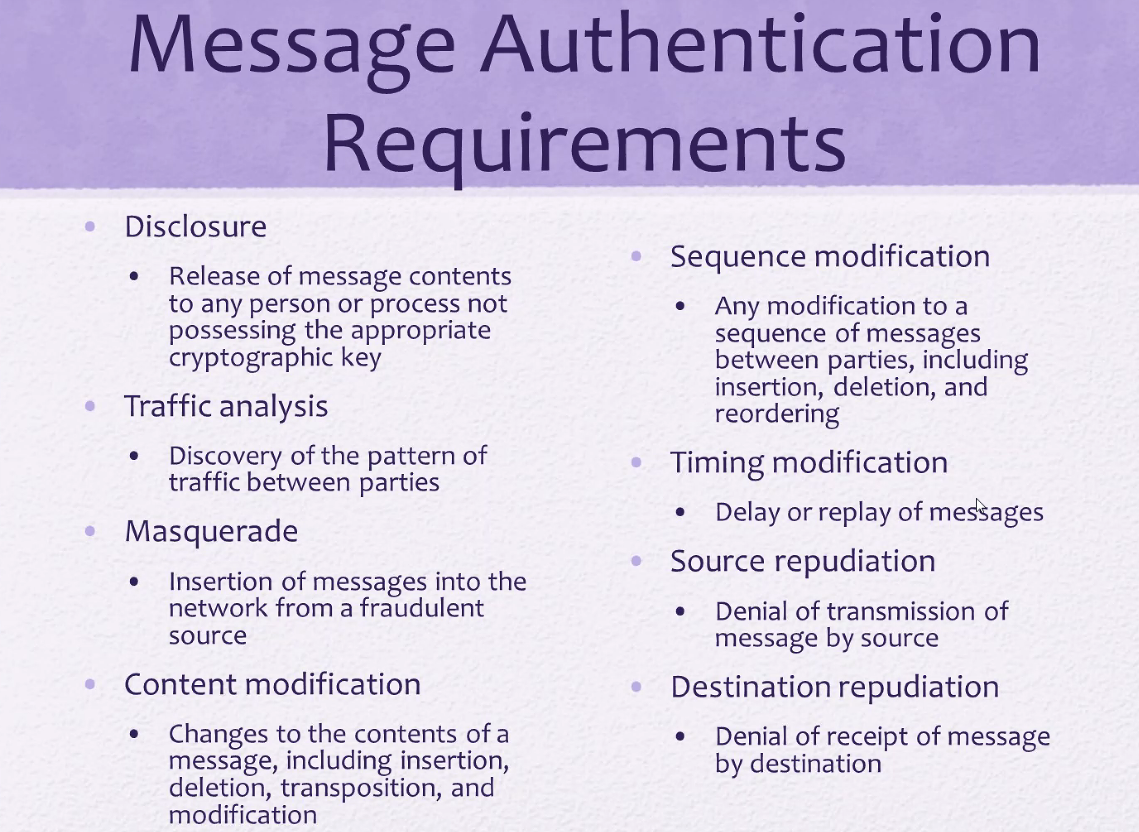 Message Authentication
Requirements
• Disclosure
• Release of message contents
to any person or process not
possessing the appropriate
cryptographic key
• Traffic analysis
• Discovery of the pattern of
traffic between parties
• Masquerade
• Insertion of messages into the
network from a fraudulent
source
• Content modification
• Changes to the contents of a
message, including insertion,
deletion, transposition, and
modification
• Sequence modification
• Any modification to a
sequence of messages
between parties, including
insertion, deletion, and
reordering
• Timing modification
• Delay or replay of messages
• Source repudiation
• Denial of transmission of
message by source
• Destination repudiation
• Denial of receipt of message
by destination